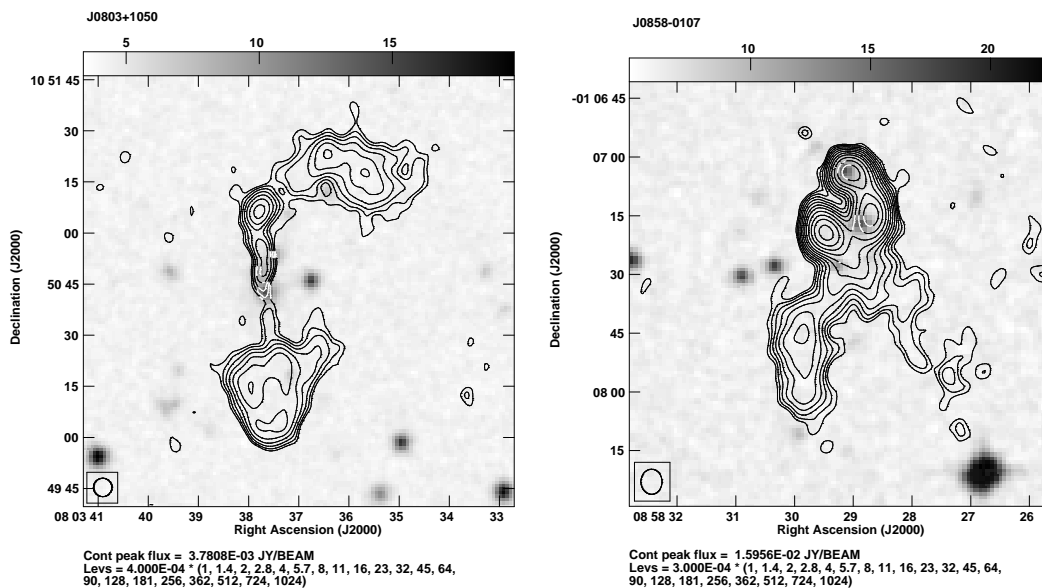 J0803+1050
5 10 15
10 51 45
30
15
00
50 45
30
15
00
49 45
Declination (J2000)
08 03 41 40 39 38 37 36 35 34 33
Right Ascension (J2000)
Cont peak flux = 3.7808E-03 JY/BEAM
Levs = 4.000E-04 * (1, 1.4, 2, 2.8, 4, 5.7, 8, 11, 16, 23, 32, 45, 64,
90, 128, 181, 256, 362, 512, 724, 1024)
J0858-0107
10 15 20
-01 06 45
07 00
15
30
45
08 00
15
Declination (J2000)
08 58 32 31 30 29 28 27 26
Right Ascension (J2000)
Cont peak flux = 1.5956E-02 JY/BEAM
Levs = 3.000E-04 * (1, 1.4, 2, 2.8, 4, 5.7, 8, 11, 16, 23, 32, 45, 64,
90, 128, 181, 256, 362, 512, 724, 1024)